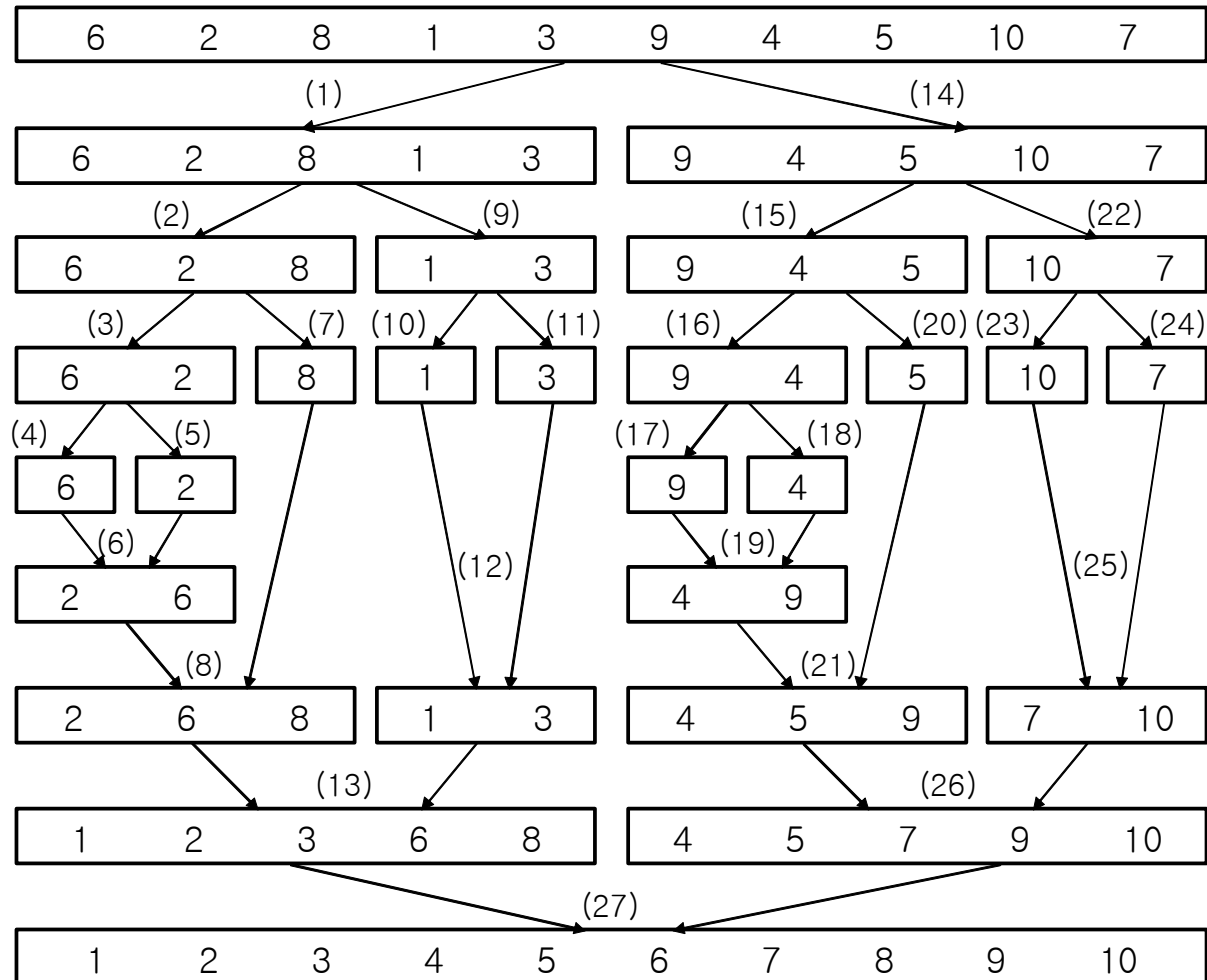 6 2 8 1 3 9 4 5 10 7
(1) (14)
6 2 8 1 3 9 4 5 10 7
(2) (9) (15) (22)
6 2 8 1 3 9 4 5 10 7
(3) (7) (10) (11) (16) (20) (23) (24)
6 2 8 1 3 9 4 5 10 7
(4) (5) (17) (18)
6 2 9 4
(6) (19)
(12) (25)
2 6 4 9
(8) (21)
2 6 8 1 3 4 5 9 7 10
(13) (26)
1 2 3 6 8 4 5 7 9 10
(27)
1 2 3 4 5 6 7 8 9 10